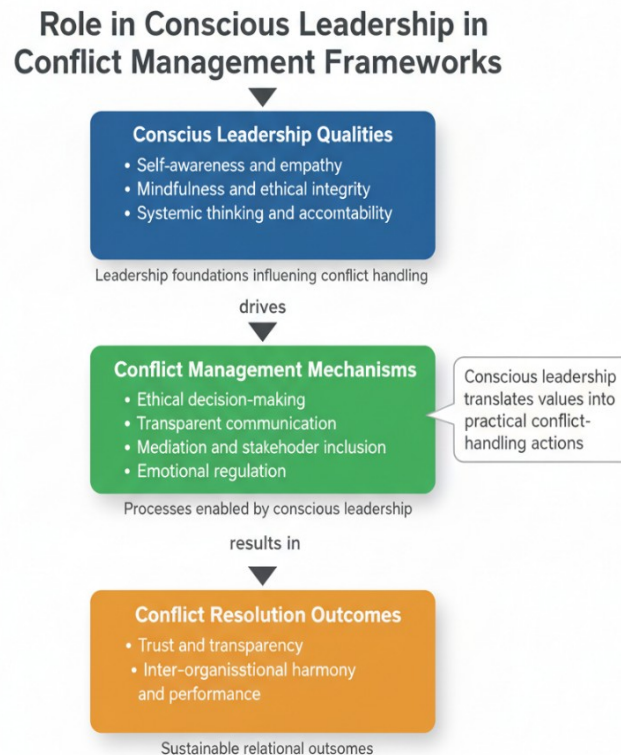 Role in Conscious Leadership in
Conflict Management Frameworks
Conscius Leadership Qualities
• Self-awareness and empathy
• Mindfulness and ethical integrity
• Systemic thinking and accomtability
Leadership foundations influening conflict handling
drives
Conflict Management Mechanisms
• Ethical decision-making
• Transparent communication
• Mediation and stakehoder inclusion
• Emotional regulation
Conscious leadership
translates values into
practical conflict-
handling actions
Processes enabled by conscious leadership
results in
Conflict Resolution Outcomes
• Trust and transparency
• Inter-organisstional harmony
and performance
Sustainable relational outcomes